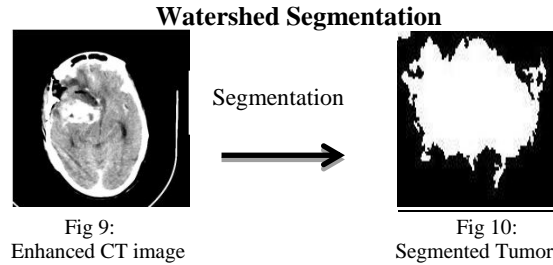 Watershed Segmentation
Segmentation
Fig 9:
Enhanced CT image
Fig 10:
Segmented Tumor